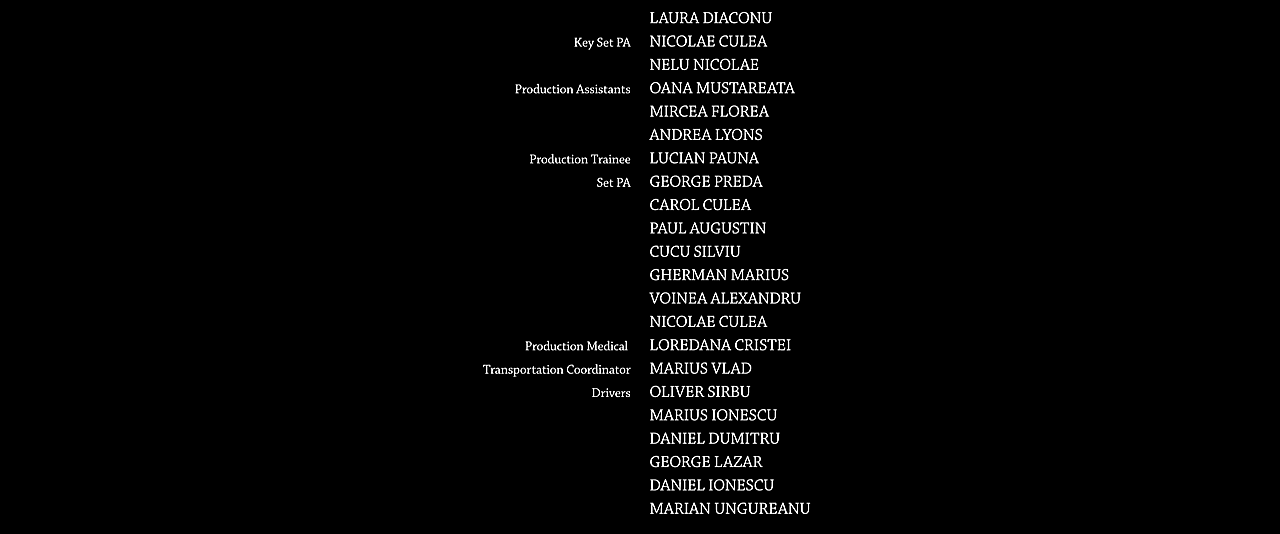 LAURA DIACONU
Key Set PA NICOLAE CULEA
NELU NICOLAE
Production Assistants OANA MUSTAREATA
MIRCEA FLOREA
ANDREA LYONS
Production Trainee LUCIAN PAUNA
Set PA GEORGE PREDA
CAROL CULEA
PAUL AUGUSTIN
CUCU SILVIU
GHERMAN MARIUS
VOINEA ALEXANDRU
NICOLAE CULEA
Production Medical LOREDANA CRISTEI
Transportation Coordinator MARIUS VLAD
Drivers OLIVER SIRBU
MARIUS IONESCU
DANIEL DUMITRU
GEORGE LAZAR
DANIEL IONESCU
MARIAN UNGUREANU